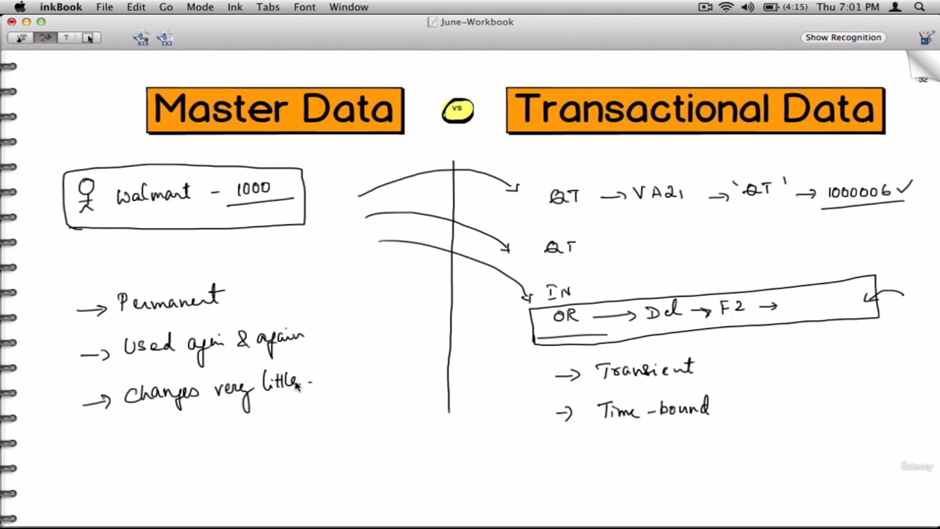 inkBook File Edit Go Mode Ink Tabs Font Window (4:15) Thu 7:01 PM
June-Workbook
T Show Recognition
32
Master Data vs Transactional Data
Walmart - 1000
QT → VA21 → 'QT' → 1000006 ✓
QT
IN
OR → Del → F2 →
→ Permanent
→ Used again & again
→ Changes very little.
→ Transient
→ Time-bound
Udemy